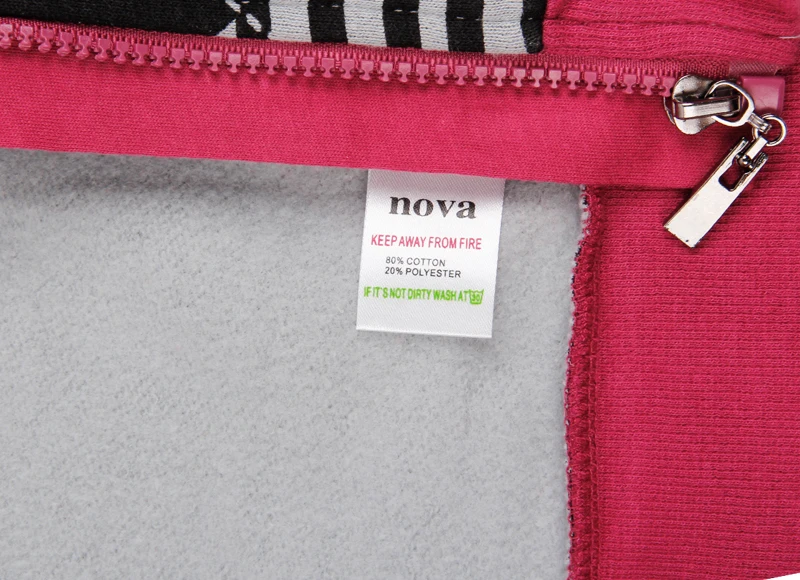 nova
KEEP AWAY FROM FIRE
80% COTTON
20% POLYESTER
IF IT'S NOT DIRTY WASH AT 30